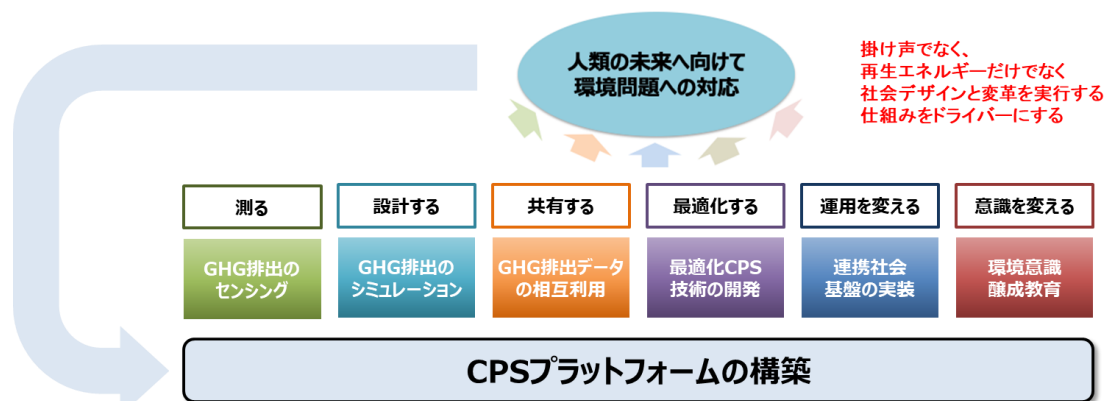 人類の未来へ向けて
環境問題への対応
掛け声でなく、
再生エネルギーだけでなく
社会デザインと変革を実行する
仕組みをドライバーにする
測る
設計する
共有する
最適化する
運用を変える
意識を変える
GHG排出の
センシング
GHG排出の
シミュレーション
GHG排出データ
の相互利用
最適化CPS
技術の開発
連携社会
基盤の実装
環境意識
醸成教育
CPSプラットフォームの構築